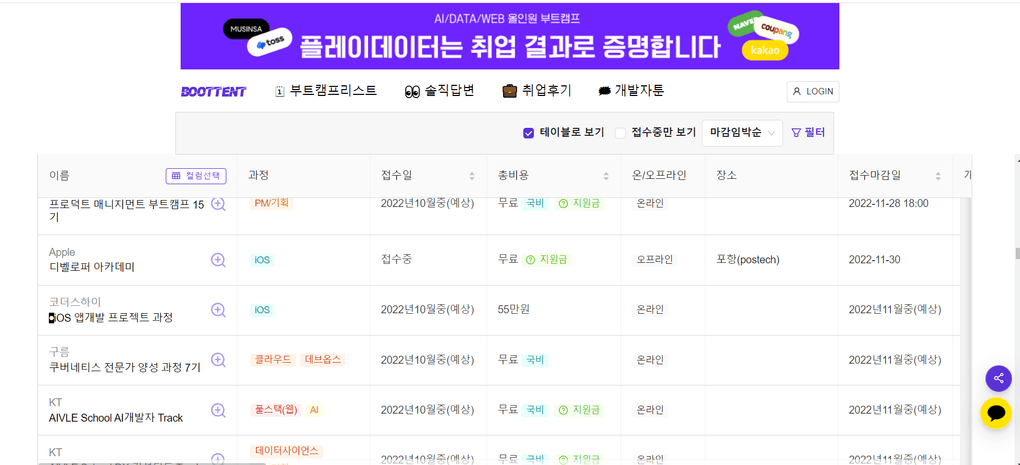 AI/DATA/WEB 올인원 부트캠프
MUSINSA
toss
플레이데이터는 취업 결과로 증명합니다
NAVER
coupang
kakao
BOOTTENT 부트캠프리스트 솔직답변 취업후기 개발자툰 LOGIN
테이블로 보기 접수중만 보기 마감임박순 필터
이름 컬럼선택 과정 접수일 총비용 온/오프라인 장소 접수마감일
프로덕트 매니지먼트 부트캠프 15기 PM/기획 2022년10월중(예상) 무료 국비 지원금 온라인 2022-11-28 18:00
Apple
디벨로퍼 아카데미 iOS 접수중 무료 지원금 오프라인 포항(postech) 2022-11-30
코더스하이
iOS 앱개발 프로젝트 과정 iOS 2022년10월중(예상) 55만원 온라인 2022년11월중(예상)
구름
쿠버네티스 전문가 양성 과정 7기 클라우드 데브옵스 2022년10월중(예상) 무료 국비 온라인 2022년11월중(예상)
KT
AIVLE School AI개발자 Track 풀스택(웹) AI 2022년10월중(예상) 무료 국비 지원금 온라인 2022년11월중(예상)
KT
데이터사이언스 2022년10월중(예상) 무료 국비 지원금 온라인 2022년11월중(예상)